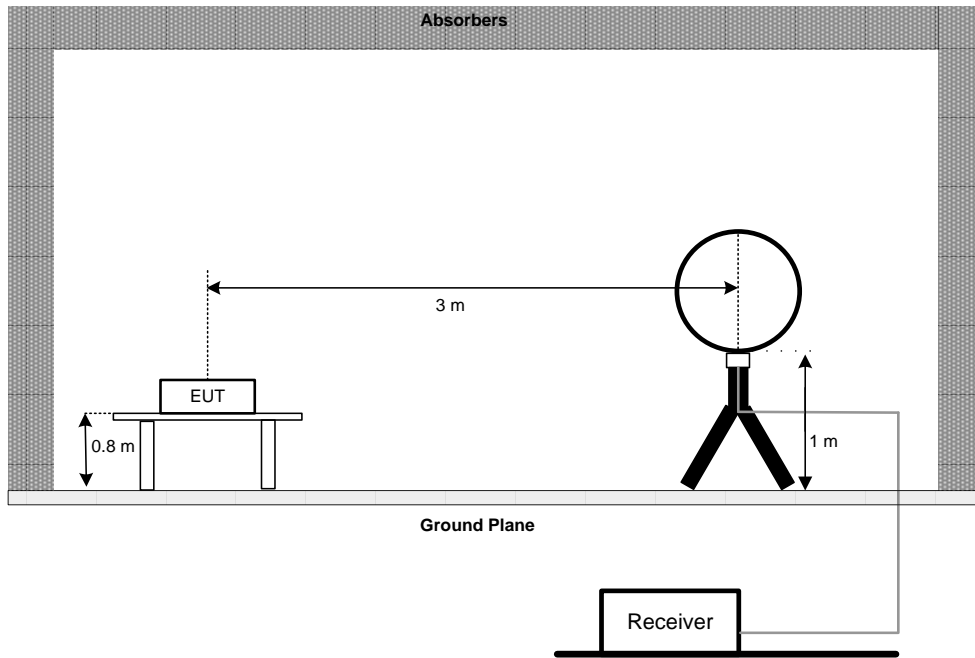 Absorbers
3 m
EUT
0.8 m
1 m
Ground Plane
Receiver